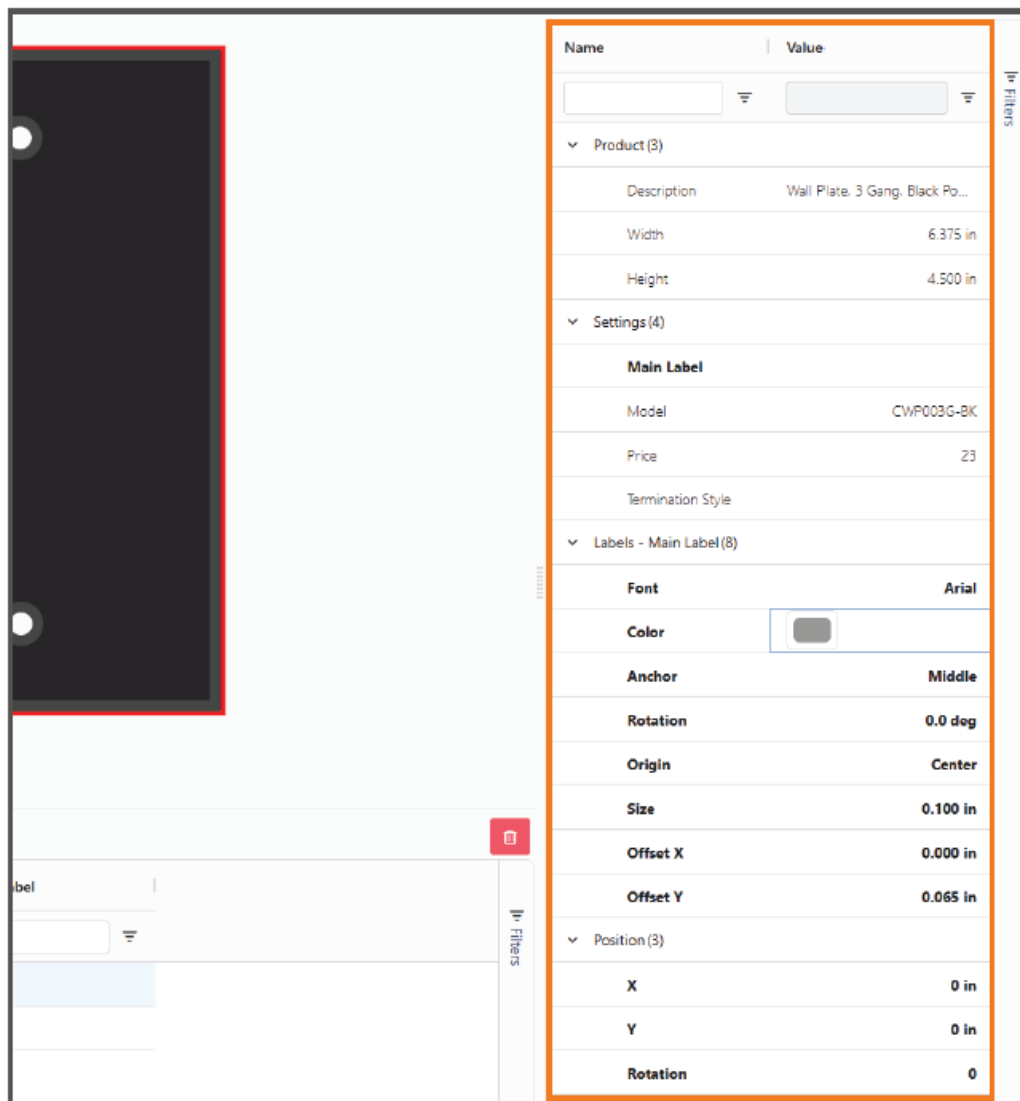 Name Value
Filters
Product (3)
Description Wall Plate, 3 Gang, Black Po...
Width 6.375 in
Height 4.500 in
Settings (4)
Main Label
Model CWP003G-BK
Price 23
Termination Style
Labels - Main Label (8)
Font Arial
Color
Anchor Middle
Rotation 0.0 deg
Origin Center
Size 0.100 in
Offset X 0.000 in
Offset Y 0.065 in
bel
Filters
Position (3)
X 0 in
Y 0 in
Rotation 0